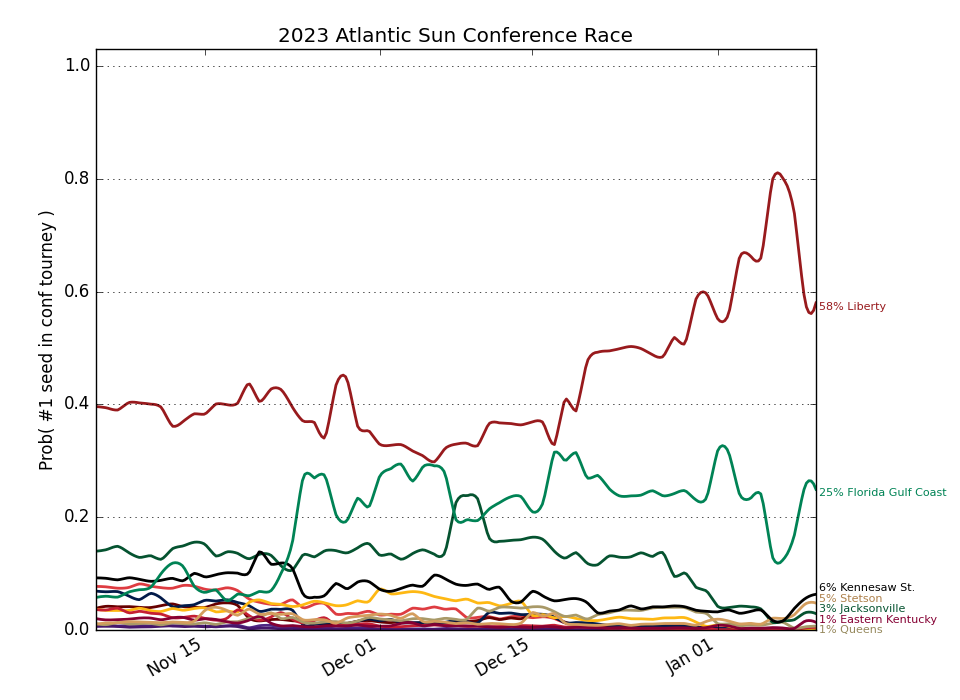 2023 Atlantic Sun Conference Race
Prob( #1 seed in conf tourney )
1.0
0.8
0.6
0.4
0.2
0.0
Nov 15
Dec 01
Dec 15
Jan 01
58% Liberty
25% Florida Gulf Coast
6% Kennesaw St.
5% Stetson
3% Jacksonville
1% Eastern Kentucky
1% Queens